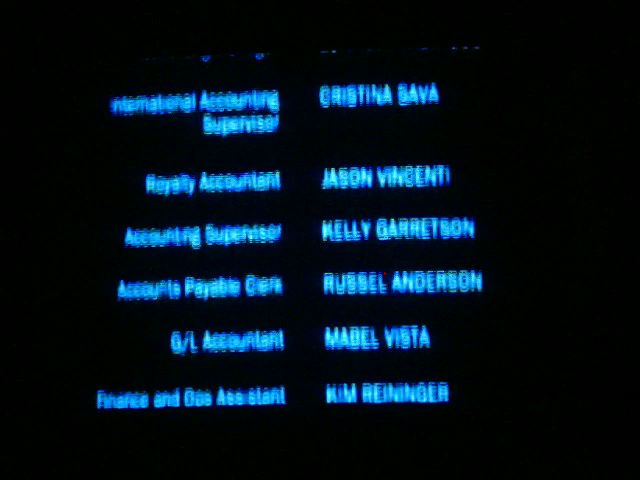 International Accounting CRISTINA SAVA
Supervisor
Royalty Accountant JASON VINCENTI
Accounting Supervisor KELLY GARRETSON
Accounts Payable Clerk RUSSEL ANDERSON
G/L Accountant MABEL VISTA
Finance and Ops Assistant KIM REININGER